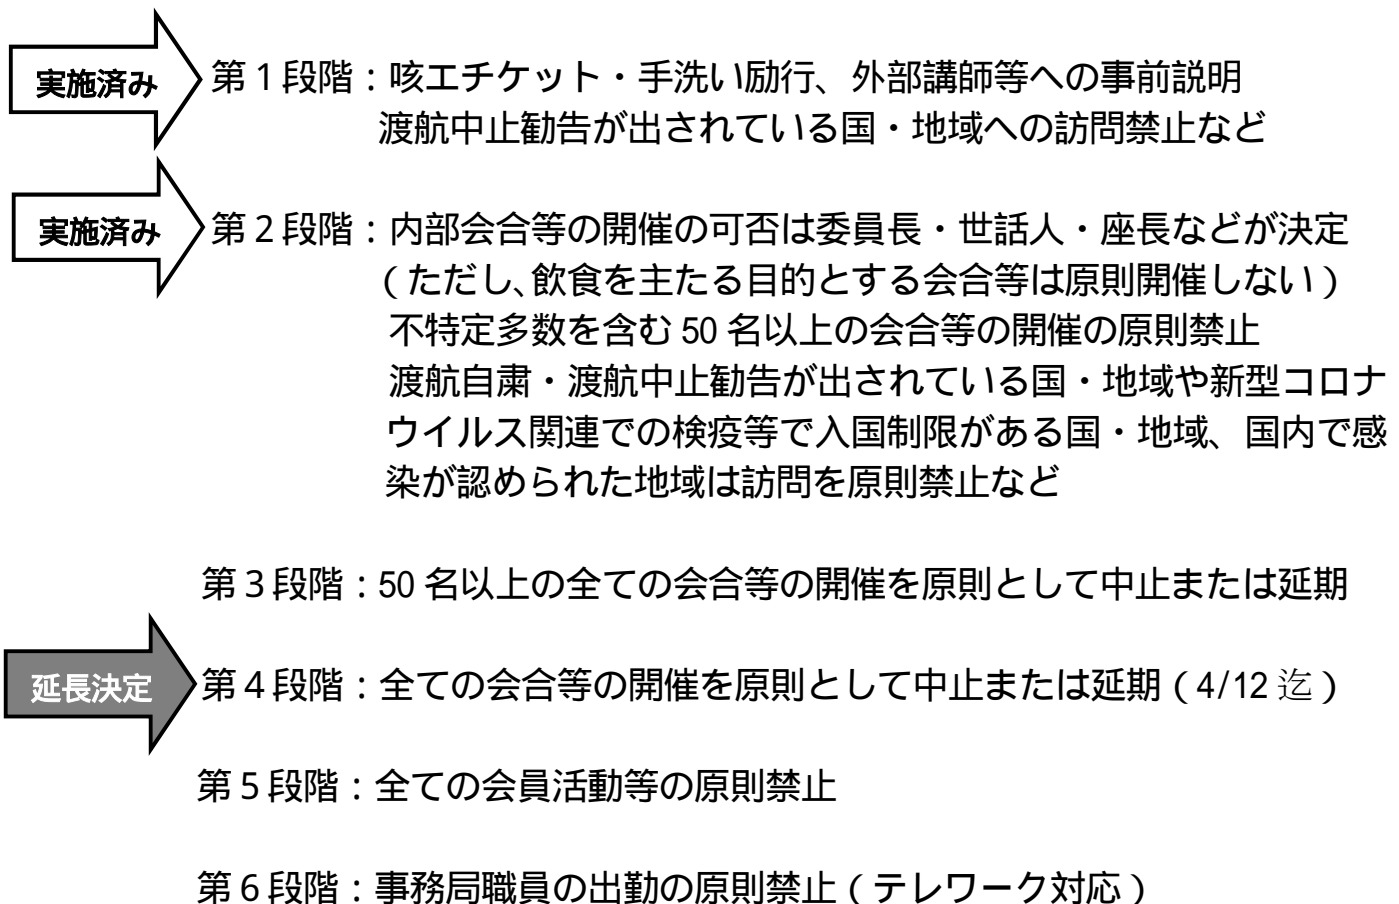 実施済み
第１段階：咳エチケット・手洗い励行、外部講師等への事前説明
渡航中止勧告が出されている国・地域への訪問禁止など
実施済み
第２段階：内部会合等の開催の可否は委員長・世話人・座長などが決定
（ただし、飲食を主たる目的とする会合等は原則開催しない）
不特定多数を含む 50 名以上の会合等の開催の原則禁止
渡航自粛・渡航中止勧告が出されている国・地域や新型コロナ
ウイルス関連での検疫等で入国制限がある国・地域、国内で感
染が認められた地域は訪問を原則禁止など
第３段階：50 名以上の全ての会合等の開催を原則として中止または延期
延長決定
第４段階：全ての会合等の開催を原則として中止または延期（4/12 迄）
第５段階：全ての会員活動等の原則禁止
第６段階：事務局職員の出勤の原則禁止（テレワーク対応）